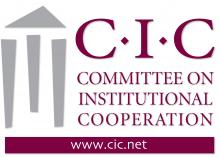 C·I·C
COMMITTEE ON
INSTITUTIONAL
COOPERATION
www.cic.net